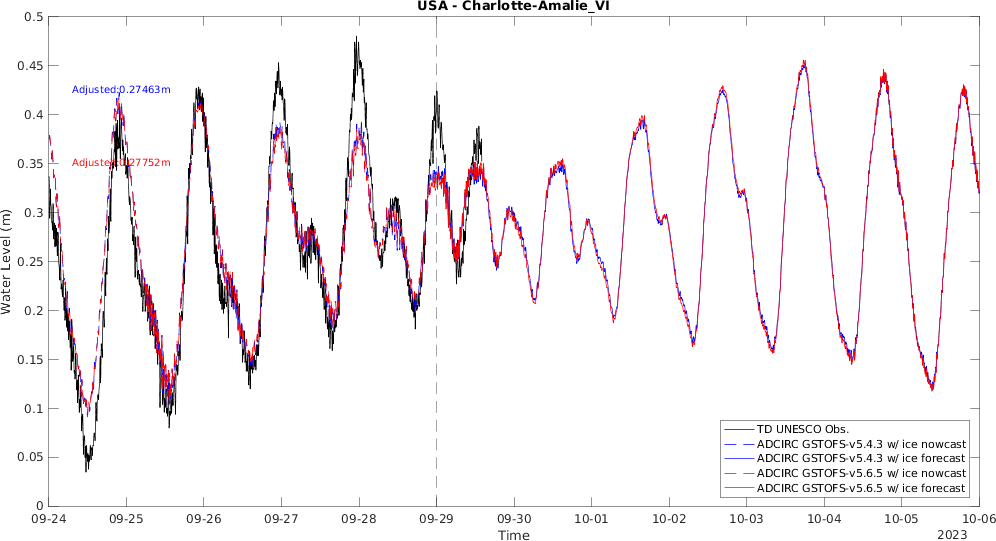 USA - Charlotte-Amalie_VI
0.5
0.45
0.4
0.35
0.3
0.25
0.2
0.15
0.1
0.05
0
Water Level (m)
Adjusted:0.27463m
Adjusted:0.27752m
TD UNESCO Obs.
ADCIRC GSTOFS-v5.4.3 w/ ice nowcast
ADCIRC GSTOFS-v5.4.3 w/ ice forecast
ADCIRC GSTOFS-v5.6.5 w/ ice nowcast
ADCIRC GSTOFS-v5.6.5 w/ ice forecast
09-24 09-25 09-26 09-27 09-28 09-29 09-30 10-01 10-02 10-03 10-04 10-05 10-06
Time
2023